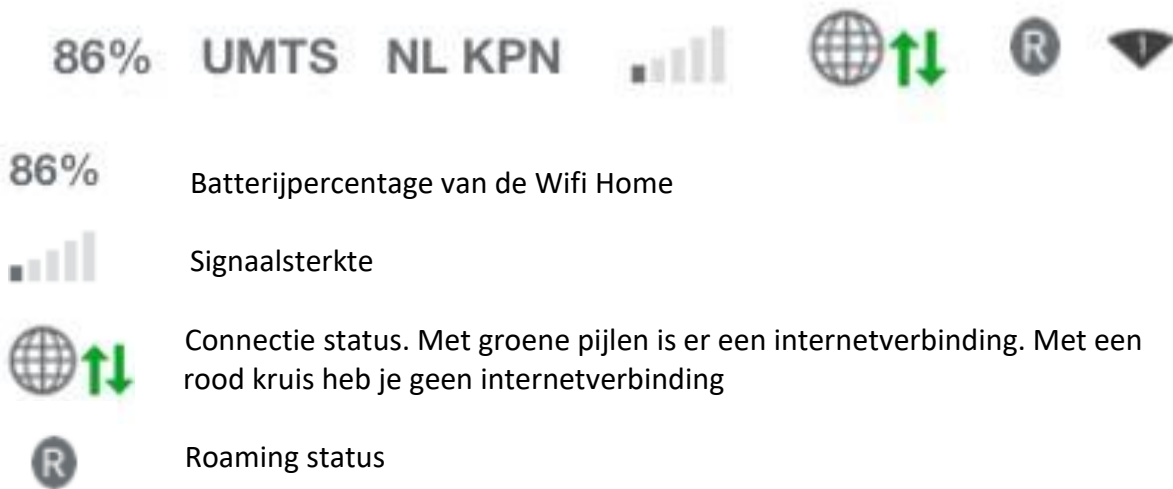 86% UMTS NL KPN R 1
86%
Batterijpercentage van de Wifi Home
Signaalsterkte
Connectie status. Met groene pijlen is er een internetverbinding. Met een
rood kruis heb je geen internetverbinding
R
Roaming status